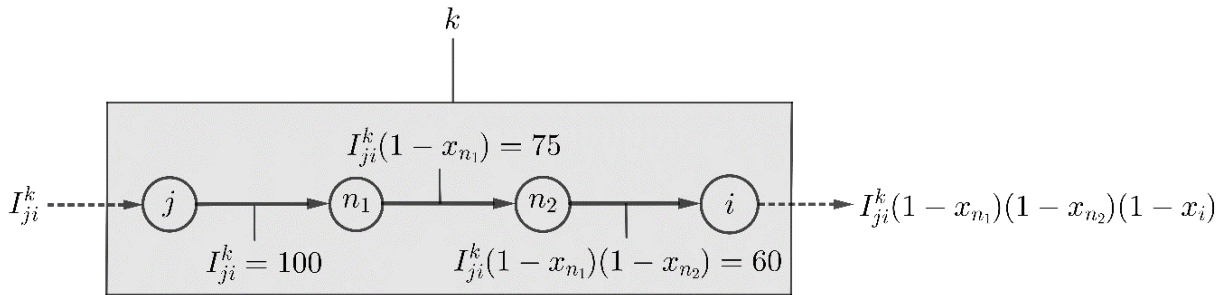 k
I_{ji}^k(1 − x_{n_1}) = 75
I_{ji}^k
j
n_1
n_2
i
I_{ji}^k(1 − x_{n_1})(1 − x_{n_2})(1 − x_i)
I_{ji}^k = 100
I_{ji}^k(1 − x_{n_1})(1 − x_{n_2}) = 60